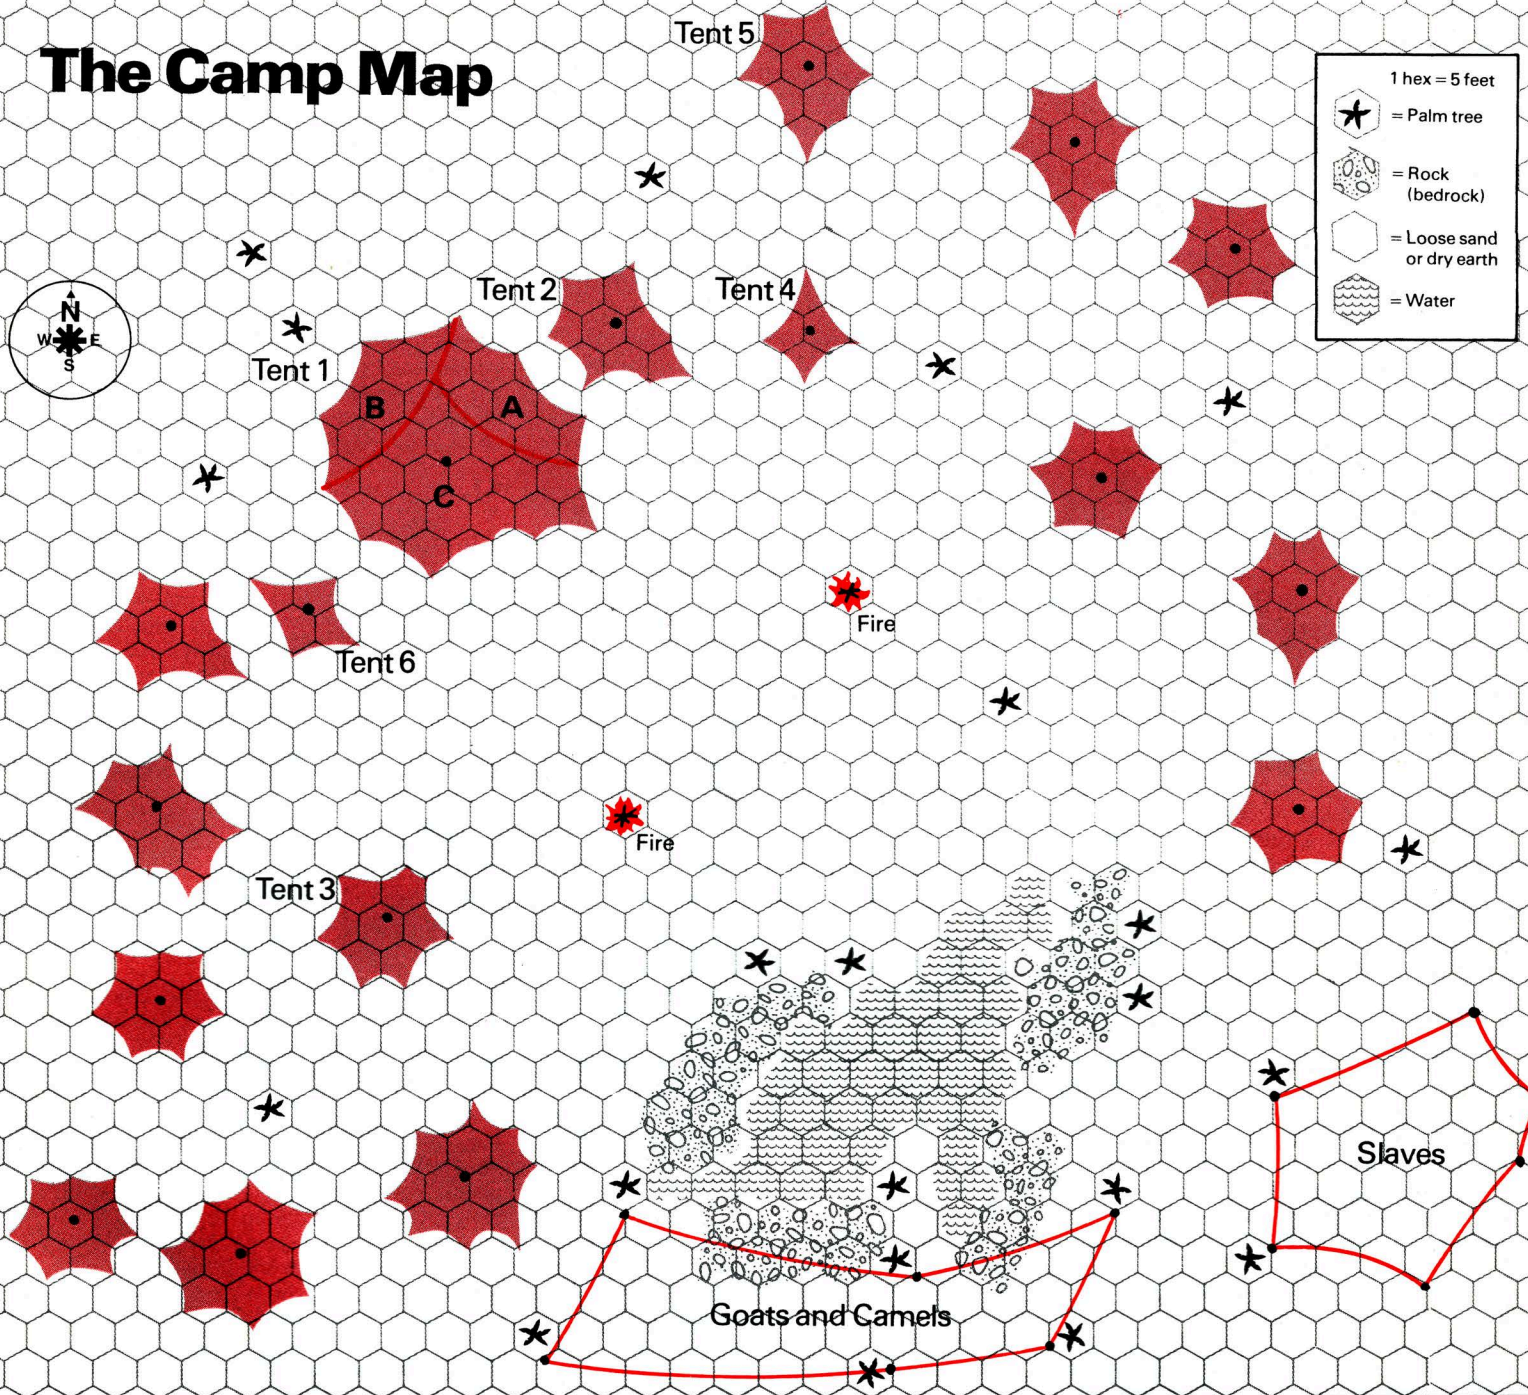 The Camp Map
Tent 5
1 hex = 5 feet
= Palm tree
= Rock
(bedrock)
= Loose sand
or dry earth
= Water
N
W E
S
Tent 2
Tent 4
Tent 1
B
A
C
Fire
Tent 6
Fire
Tent 3
Slaves
Goats and Camels